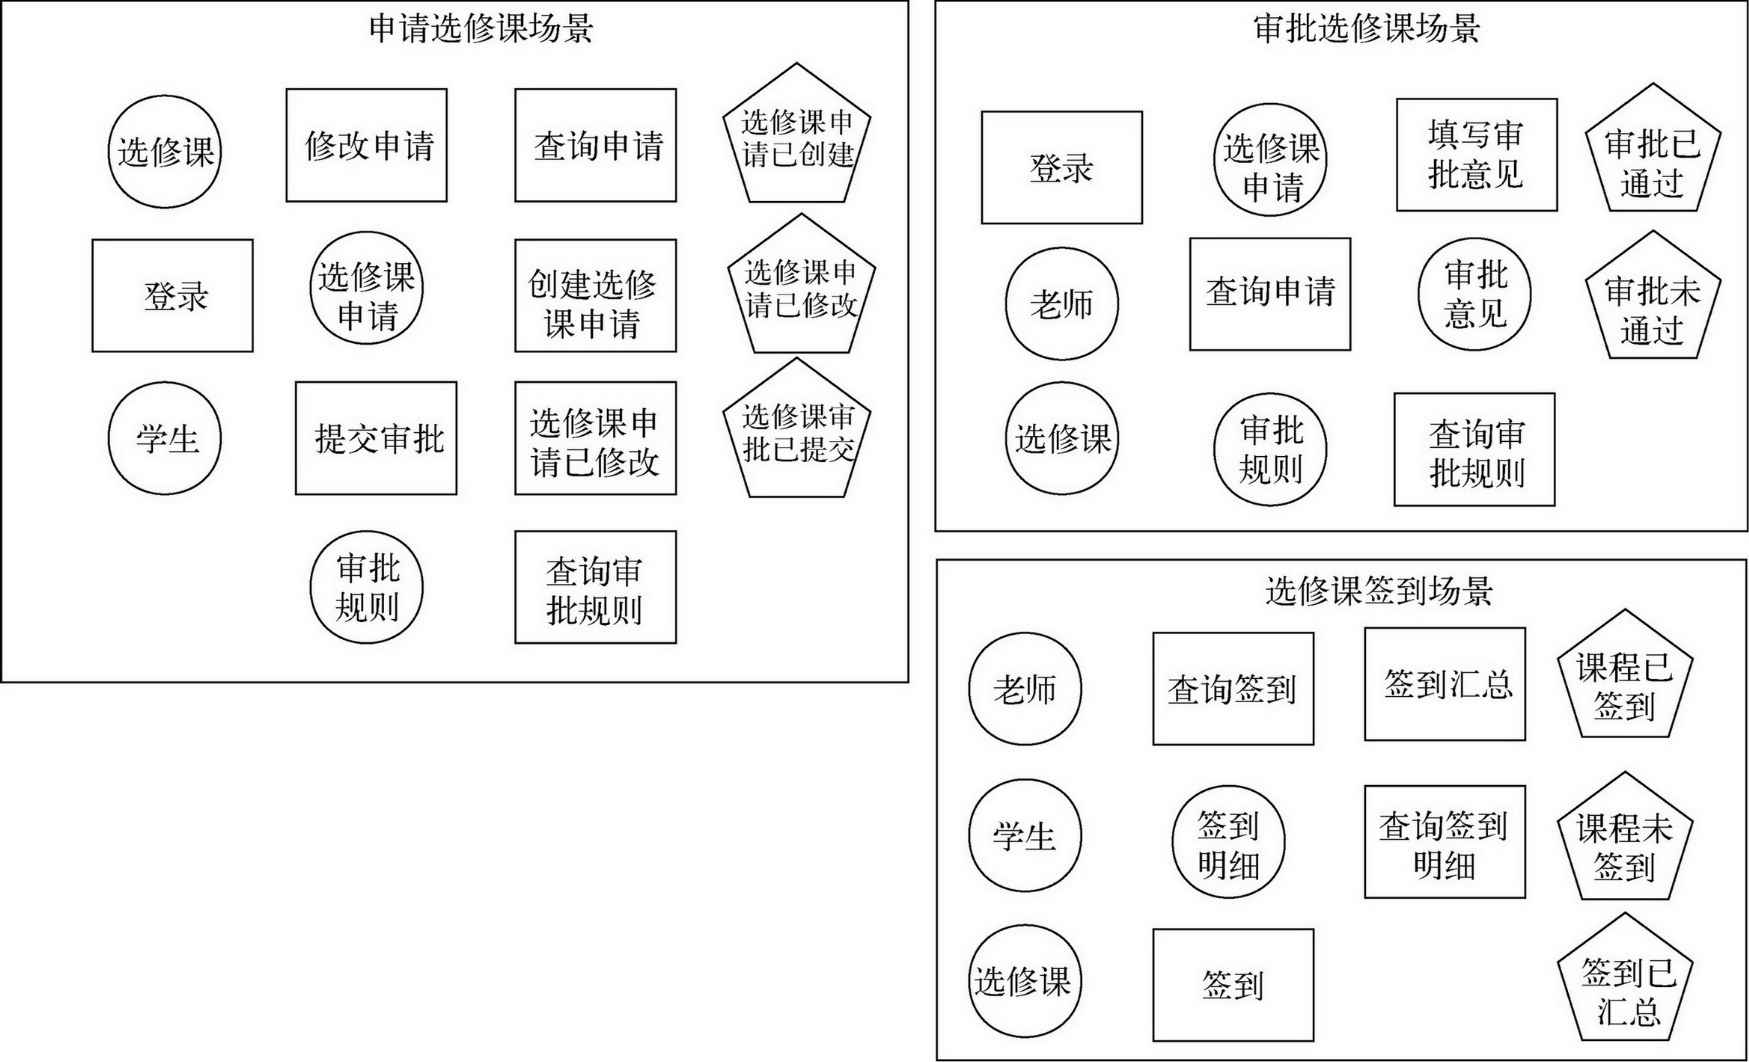 申请选修课场景
选修课
修改申请
查询申请
选修课申
请已创建
登录
选修课
申请
创建选修
课申请
选修课申
请已修改
学生
提交审批
选修课申
请已修改
选修课审
批已提交
审批
规则
查询审
批规则
审批选修课场景
登录
选修课
申请
填写审
批意见
审批已
通过
老师
查询申请
审批
意见
审批未
通过
选修课
审批
规则
查询审
批规则
选修课签到场景
老师
查询签到
签到汇总
课程已
签到
学生
签到
明细
查询签到
明细
课程未
签到
选修课
签到
签到已
汇总